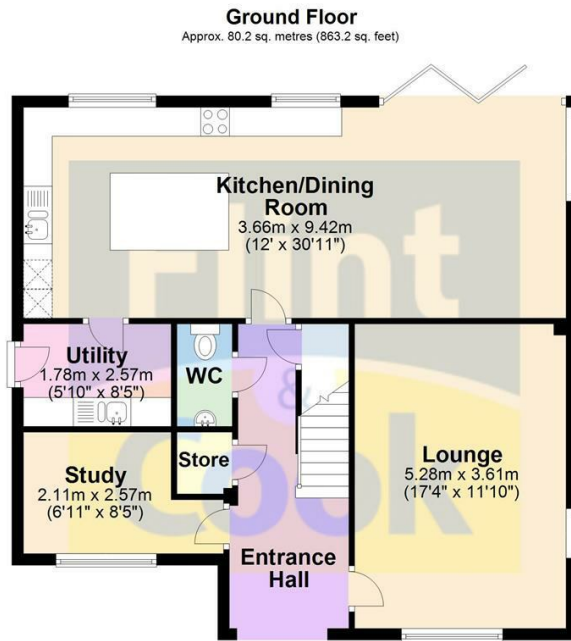 Ground Floor
Approx. 80.2 sq. metres (863.2 sq. feet)
Kitchen/Dining
Room
3.66m x 9.42m
(12' x 30'11")
Flint
Utility
1.78m x 2.57m
(5'10" x 8'5")
WC
&
Store
Study
2.11m x 2.57m
(6'11" x 8'5")
Cook
Lounge
5.28m x 3.61m
(17'4" x 11'10")
Entrance
Hall